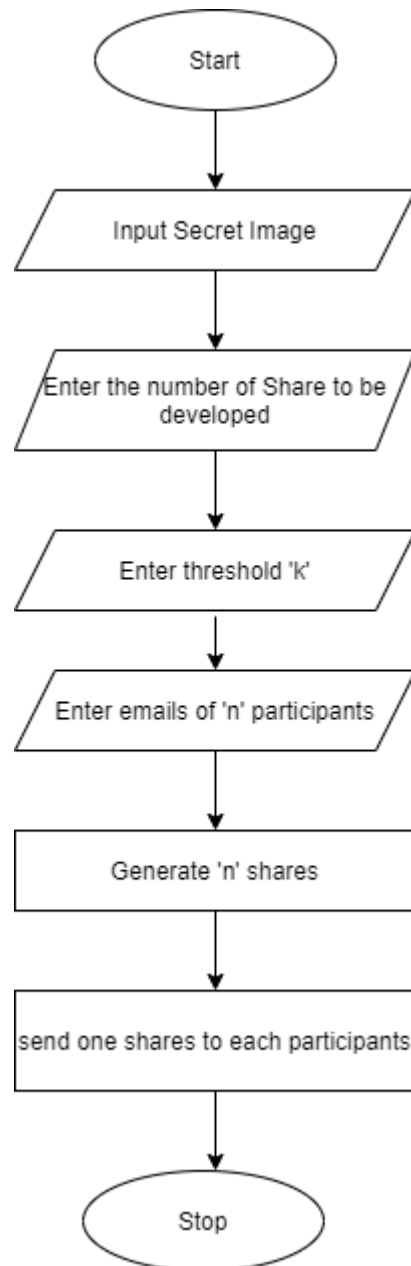 Start
Input Secret Image
Enter the number of Share to be
developed
Enter threshold 'k'
Enter emails of 'n' participants
Generate 'n' shares
send one shares to each participants
Stop